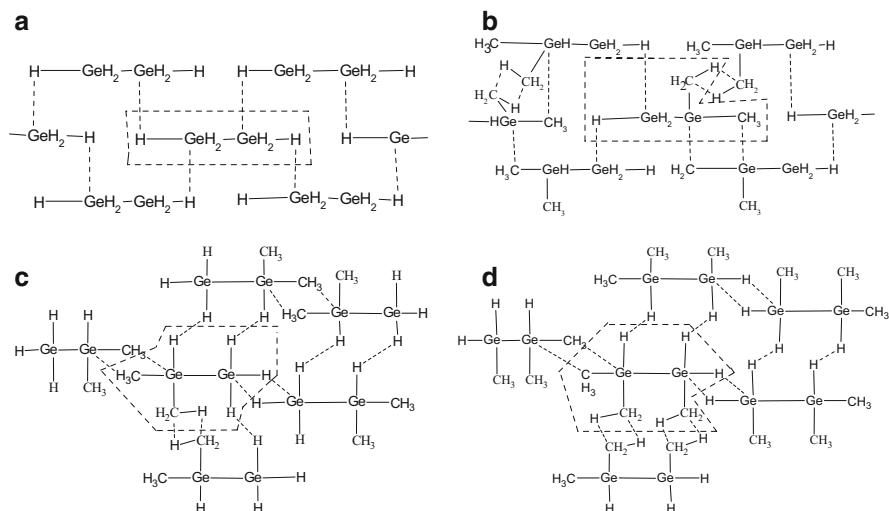 a
H GeH2 GeH2 H H GeH2 GeH2 H
GeH2 H H GeH2 GeH2 H H Ge
H GeH2 GeH2 H H GeH2 GeH2 H
b
H3C GeH GeH2 H H3C GeH GeH2 H
H CH2 H2C H CH2
H2C H H
HGe CH3 H GeH2 Ge CH3 H GeH2
H3C GeH GeH2 H H2C Ge GeH2 H
CH3 CH3
c
H CH3
H Ge Ge CH3 CH3 H
H H H H H3C Ge Ge H
H H H H H H
H Ge Ge CH3 H3C Ge Ge H
H CH3 H2C H H H Ge Ge CH3
H CH2 H H CH3
H3C Ge Ge H
H H
d
CH3 CH3
H3C Ge Ge H CH3 CH3
H H H H H Ge Ge CH3
H H H H H H
H Ge Ge CH3 C Ge Ge H H H
CH3 CH3 H3 H Ge Ge CH3
H CH2 H CH2 CH3 CH3
CH2 H CH2 H
H3C Ge Ge H
H H